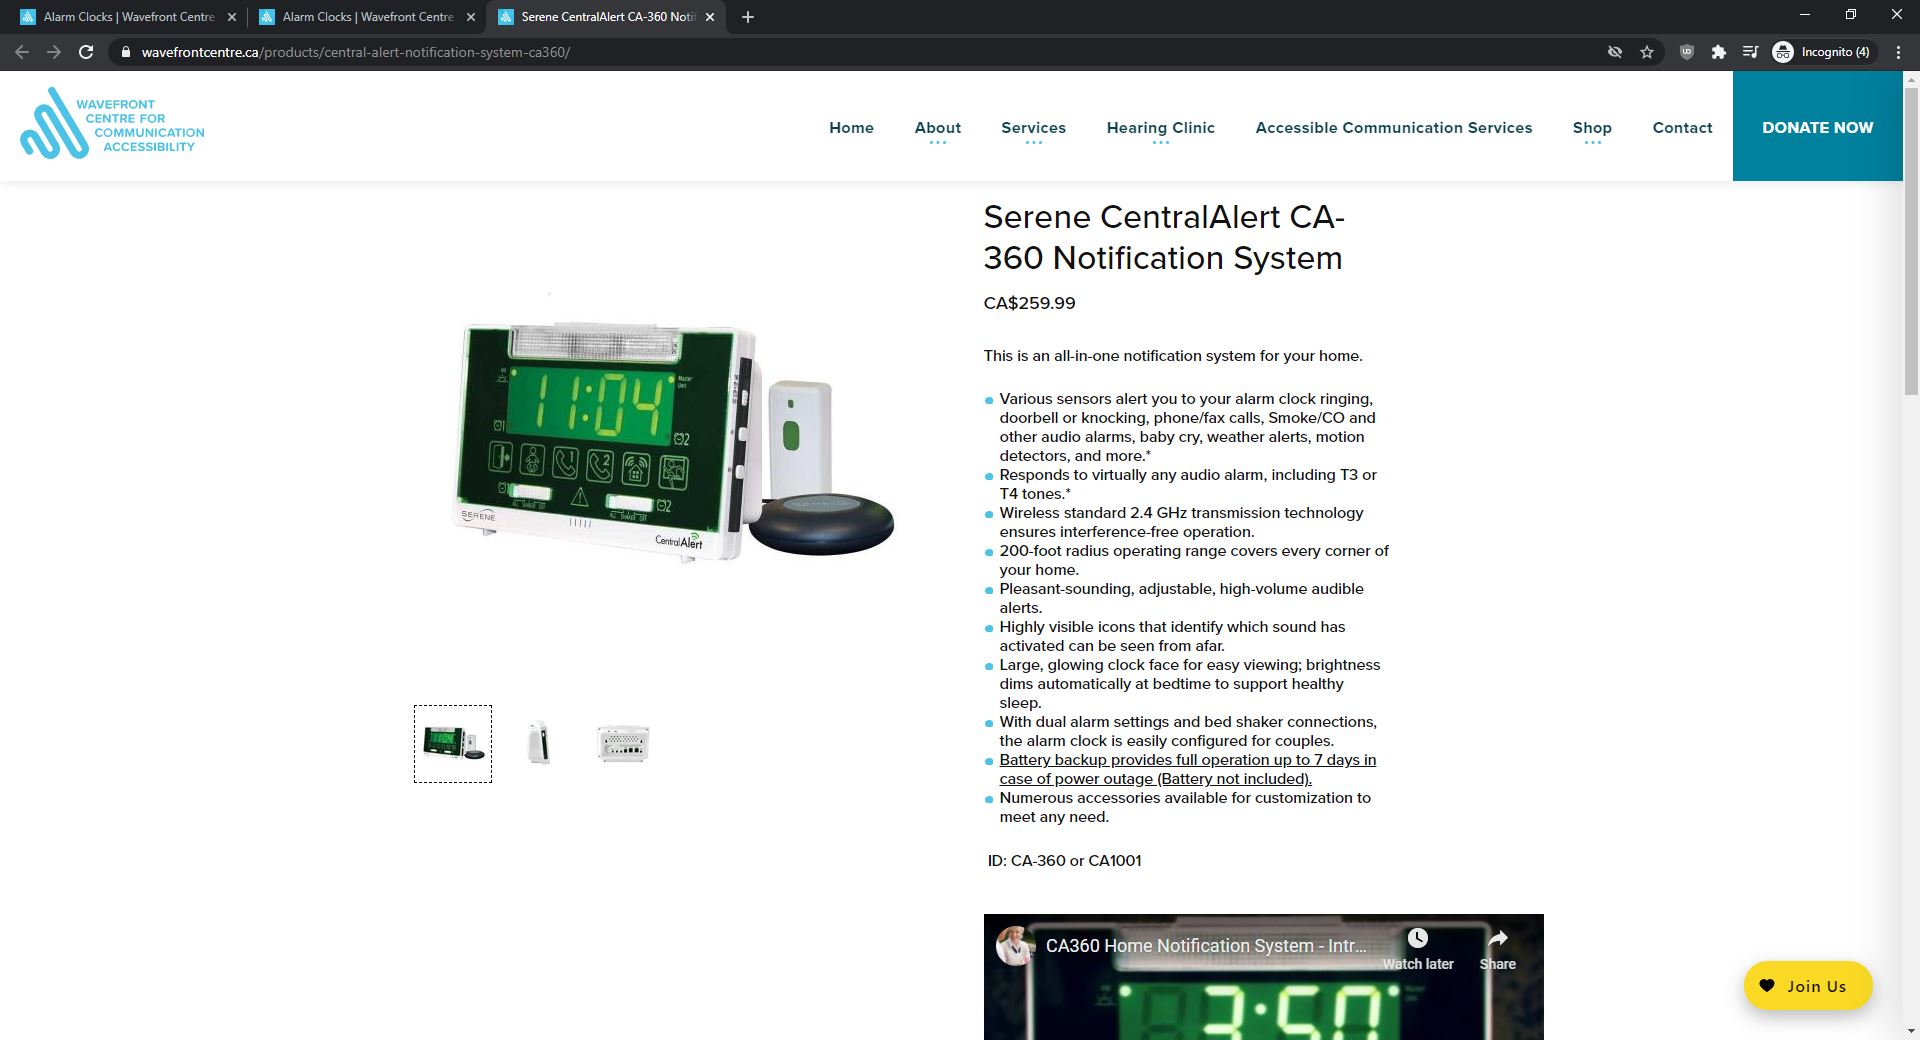 Alarm Clocks | Wavefront Centre
Alarm Clocks | Wavefront Centre
Serene CentralAlert CA-360 Notif
wavefrontcentre.ca/products/central-alert-notification-system-ca360/
Incognito (4)
WAVEFRONT
CENTRE FOR
COMMUNICATION
ACCESSIBILITY
Home
About
Services
Hearing Clinic
Accessible Communication Services
Shop
Contact
DONATE NOW
11:04
Master
Unit
1
2
1
2
SERENE
CentralAlert
Serene CentralAlert CA-
360 Notification System
CA$259.99
This is an all-in-one notification system for your home.
Various sensors alert you to your alarm clock ringing,
doorbell or knocking, phone/fax calls, Smoke/CO and
other audio alarms, baby cry, weather alerts, motion
detectors, and more.*
Responds to virtually any audio alarm, including T3 or
T4 tones.*
Wireless standard 2.4 GHz transmission technology
ensures interference-free operation.
200-foot radius operating range covers every corner of
your home.
Pleasant-sounding, adjustable, high-volume audible
alerts.
Highly visible icons that identify which sound has
activated can be seen from afar.
Large, glowing clock face for easy viewing; brightness
dims automatically at bedtime to support healthy
sleep.
With dual alarm settings and bed shaker connections,
the alarm clock is easily configured for couples.
Battery backup provides full operation up to 7 days in
case of power outage (Battery not included).
Numerous accessories available for customization to
meet any need.
ID: CA-360 or CA1001
CA360 Home Notification System - Intr...
Watch later
Share
3:50
Join Us